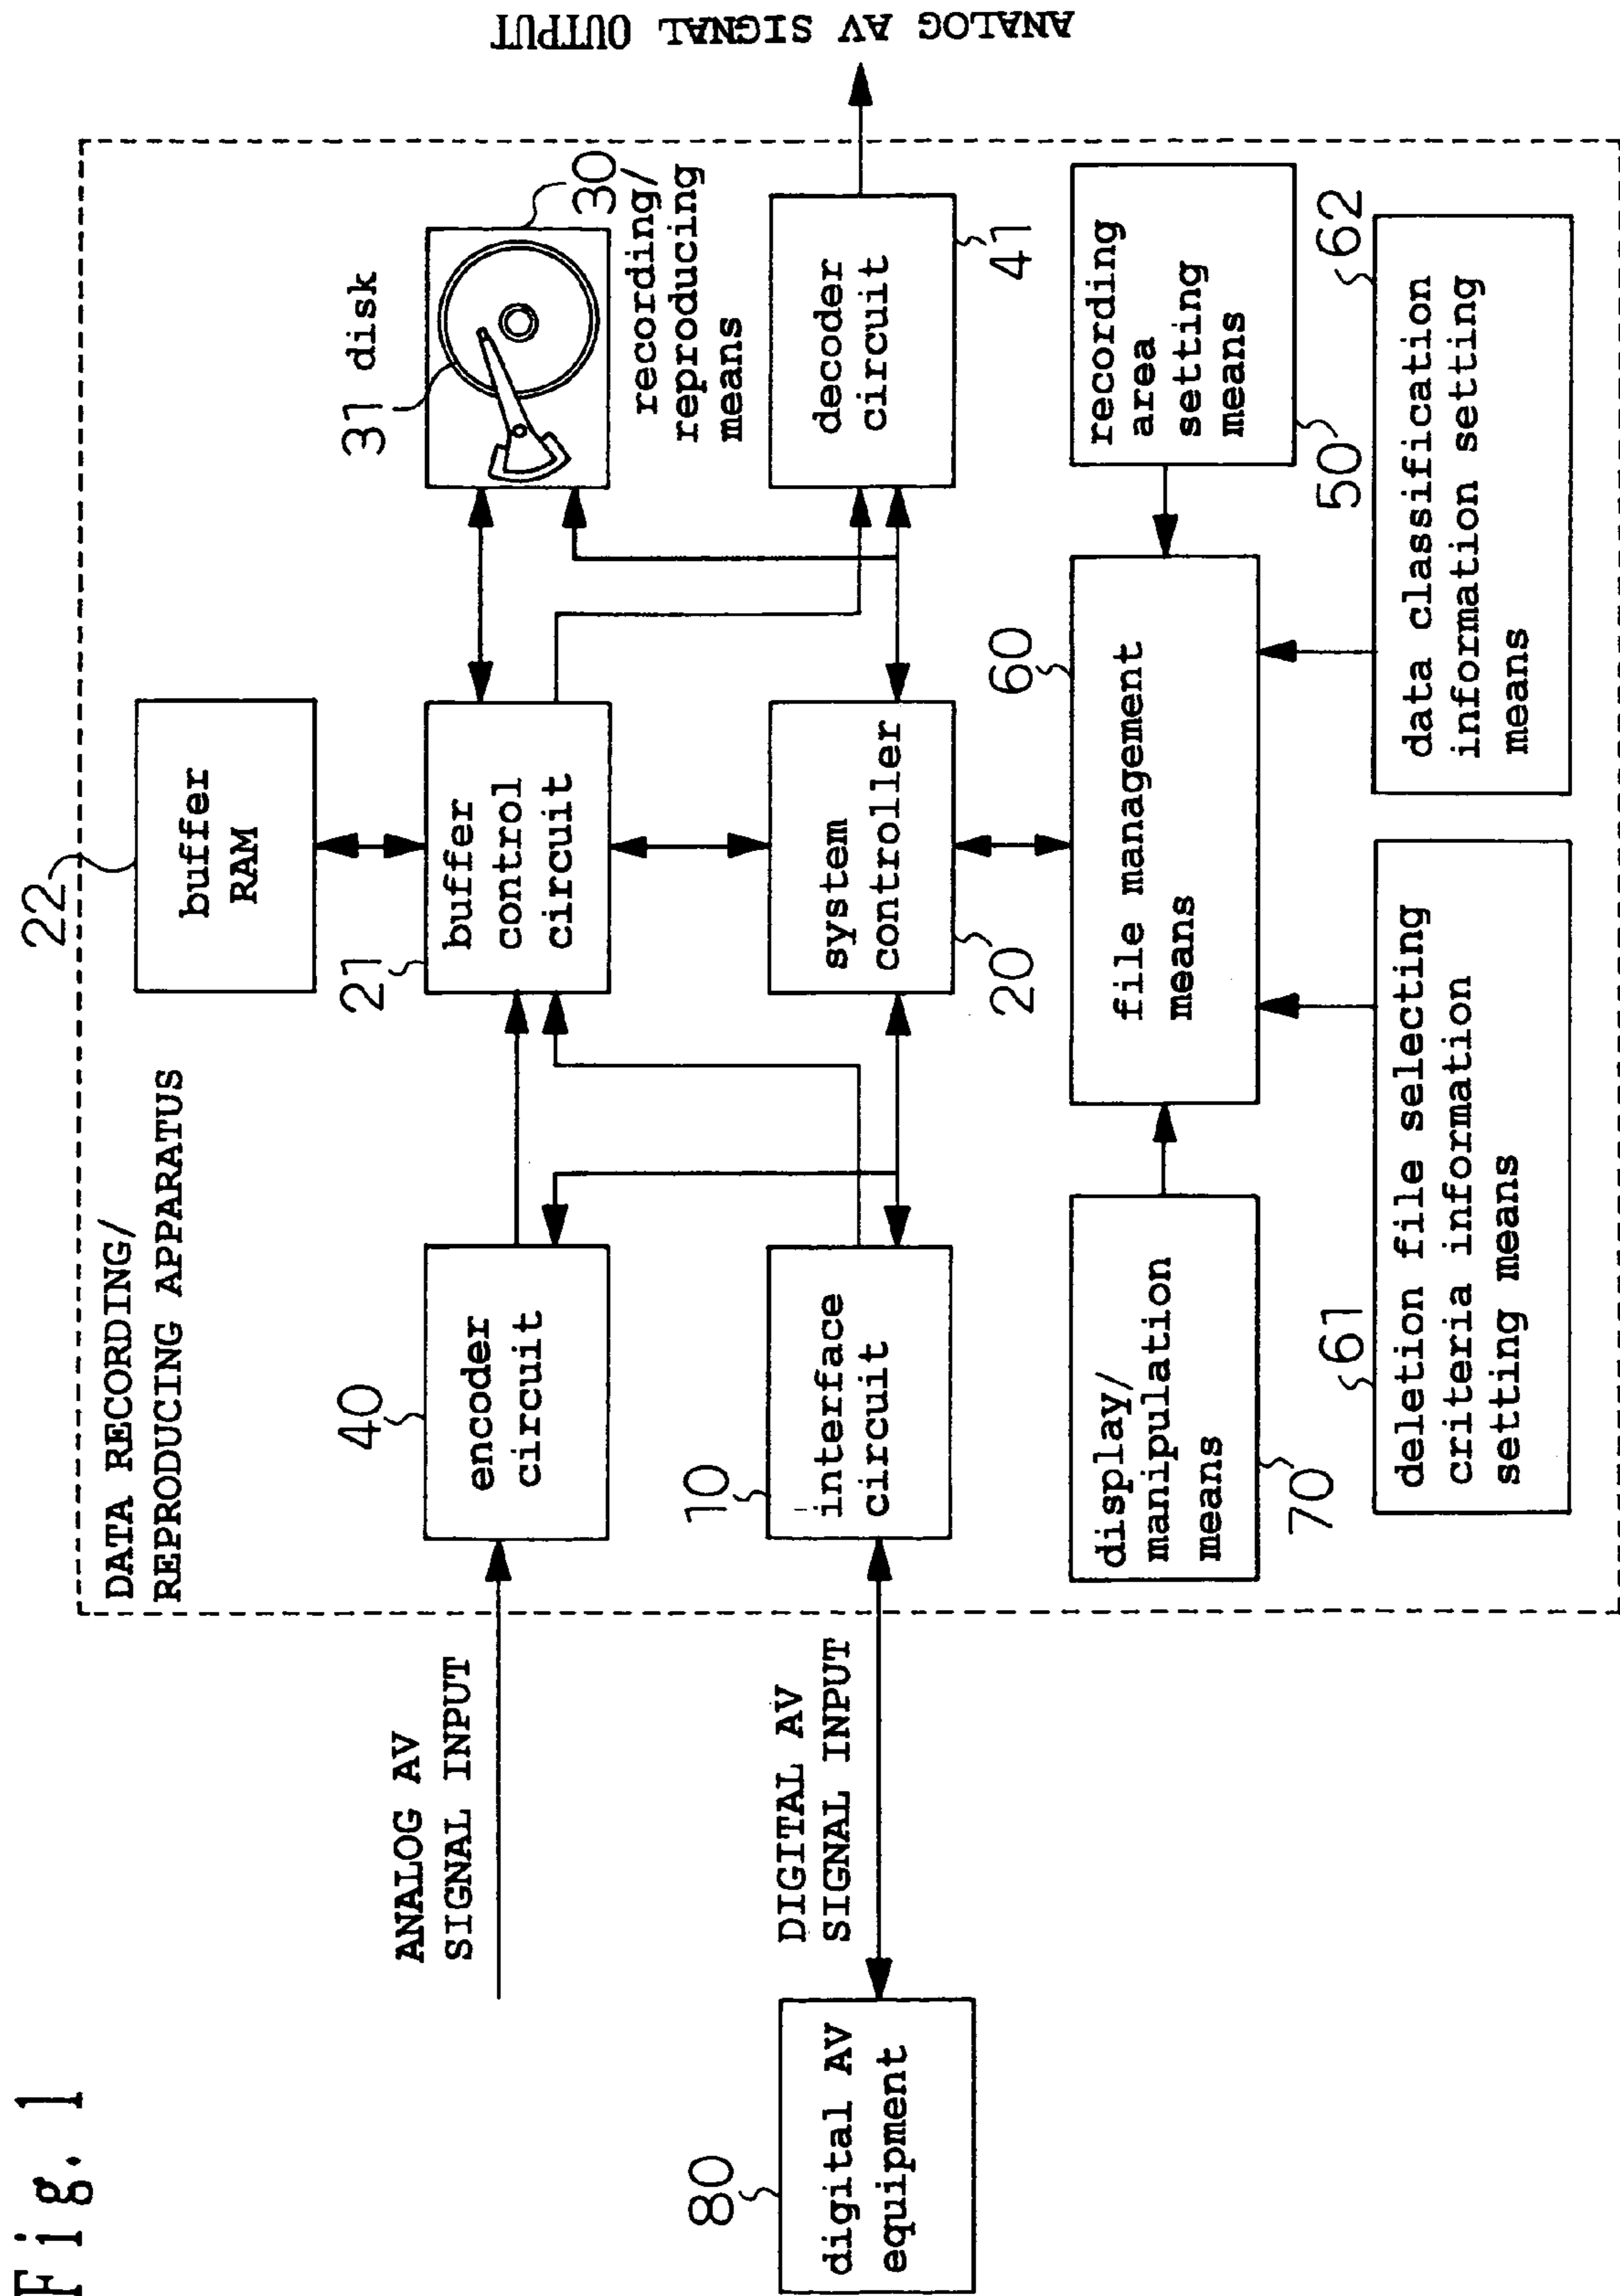 Fig. 1
22
DATA RECORDING/
REPRODUCING APPARATUS
buffer
RAM
31 disk
21
40
encoder
circuit
buffer
control
circuit
30
recording/
reproducing
means
ANALOG AV
SIGNAL INPUT
ANALOG AV SIGNAL OUTPUT
10
interface
circuit
system
controller
20
decoder
circuit
41
DIGITAL AV
SIGNAL INPUT
80
digital AV
equipment
60
display/
manipulation
means
70
file management
means
recording
area
setting
means
50
61
deletion file selecting
criteria information
setting means
62
data classification
information setting
means